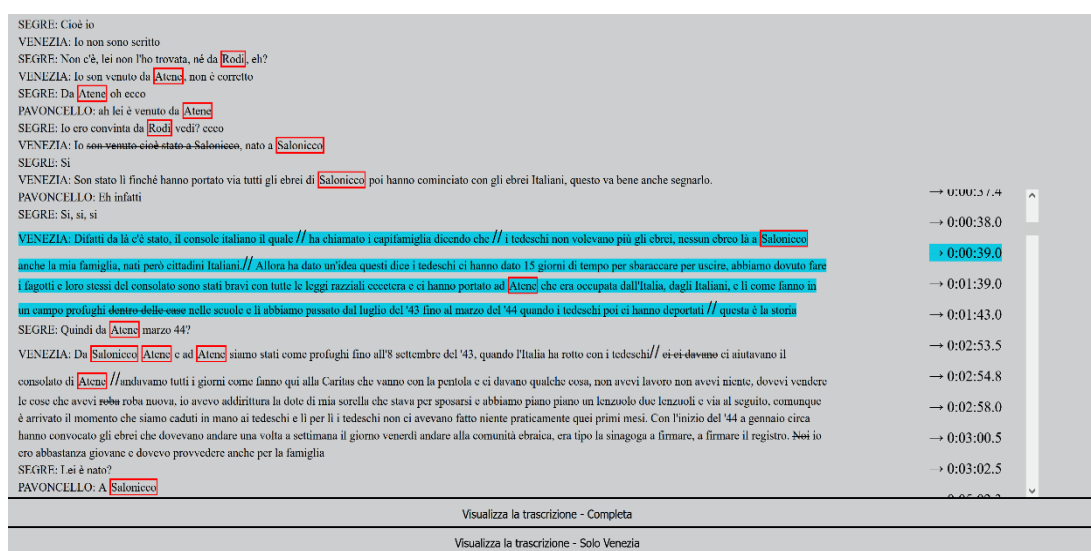 SEGRE: Cioè io
VENEZIA: Io non sono scritto
SEGRE: Non c'è, lei non l'ho trovata, né da Rodi, eh?
VENEZIA: Io son venuto da Atene, non è corretto
SEGRE: Da Atene oh ecco
PAVONCELLO: ah lei è venuto da Atene
SEGRE: Io ero convinta da Rodi vedi? ecco
VENEZIA: Io son venuto cioè stato a Salonicco, nato a Salonicco
SEGRE: Si
VENEZIA: Son stato lì finché hanno portato via tutti gli ebrei di Salonicco poi hanno cominciato con gli ebrei Italiani, questo va bene anche segnarlo.
PAVONCELLO: Eh infatti
→ 0:00:37.4
SEGRE: Si, si, si
→ 0:00:38.0
VENEZIA: Difatti da là c'è stato, il console italiano il quale // ha chiamato i capifamiglia dicendo che // i tedeschi non volevano più gli ebrei, nessun ebreo là a Salonicco
→ 0:00:39.0
anche la mia famiglia, nati però cittadini Italiani.// Allora ha dato un'idea questi dice i tedeschi ci hanno dato 15 giorni di tempo per sbaraccare per uscire, abbiamo dovuto fare
→ 0:01:39.0
i fagotti e loro stessi del consolato sono stati bravi con tutte le leggi razziali eccetera e ci hanno portato ad Atene che era occupata dall'Italia, dagli Italiani, e lì come fanno in
un campo profughi dentro delle case nelle scuole e lì abbiamo passato dal luglio del '43 fino al marzo del '44 quando i tedeschi poi ci hanno deportati // questa è la storia
→ 0:01:43.0
SEGRE: Quindi da Atene marzo 44?
→ 0:02:53.5
VENEZIA: Da Salonicco Atene e ad Atene siamo stati come profughi fino all'8 settembre del '43, quando l'Italia ha rotto con i tedeschi// ei ci davano ci aiutavano il
→ 0:02:54.8
consolato di Atene //andavamo tutti i giorni come fanno qui alla Caritas che vanno con la pentola e ci davano qualche cosa, non avevi lavoro non avevi niente, dovevi vendere
le cose che avevi roba roba nuova, io avevo addirittura la dote di mia sorella che stava per sposarsi e abbiamo piano piano un lenzuolo due lenzuoli e via al seguito, comunque
→ 0:02:58.0
è arrivato il momento che siamo caduti in mano ai tedeschi e lì per lì i tedeschi non ci avevano fatto niente praticamente quei primi mesi. Con l'inizio del '44 a gennaio circa
hanno convocato gli ebrei che dovevano andare una volta a settimana il giorno venerdì andare alla comunità ebraica, era tipo la sinagoga a firmare, a firmare il registro. Noi io
→ 0:03:00.5
ero abbastanza giovane e dovevo provvedere anche per la famiglia
SEGRE: Lei è nato?
→ 0:03:02.5
PAVONCELLO: A Salonicco
Visualizza la trascrizione - Completa
Visualizza la trascrizione - Solo Venezia